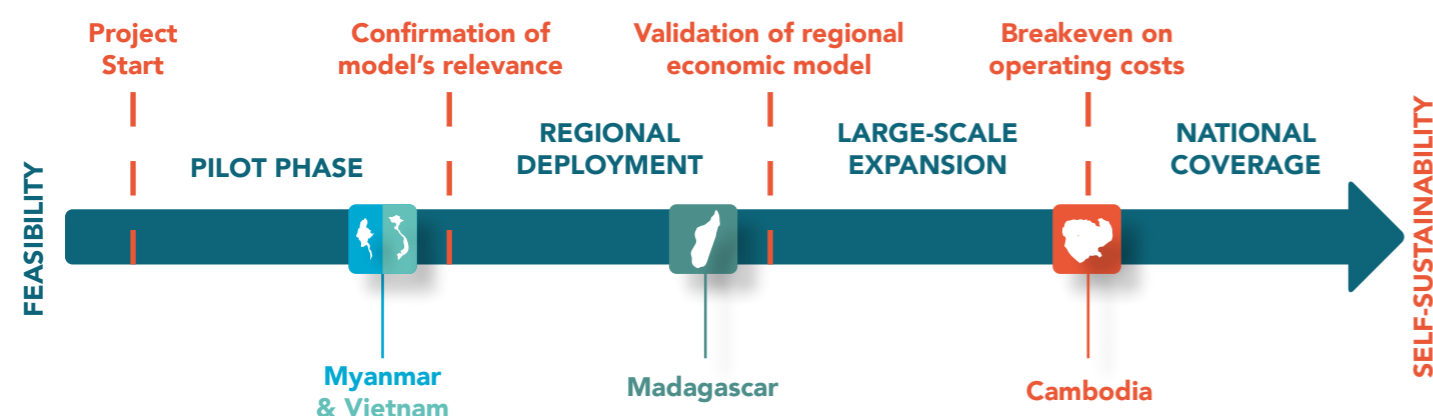 Project
Start
Confirmation of
model's relevance
Validation of regional
economic model
Breakeven on
operating costs
FEASIBILITY
PILOT PHASE
REGIONAL
DEPLOYMENT
LARGE-SCALE
EXPANSION
NATIONAL
COVERAGE
SELF-SUSTAINABILITY
Myanmar
& Vietnam
Madagascar
Cambodia